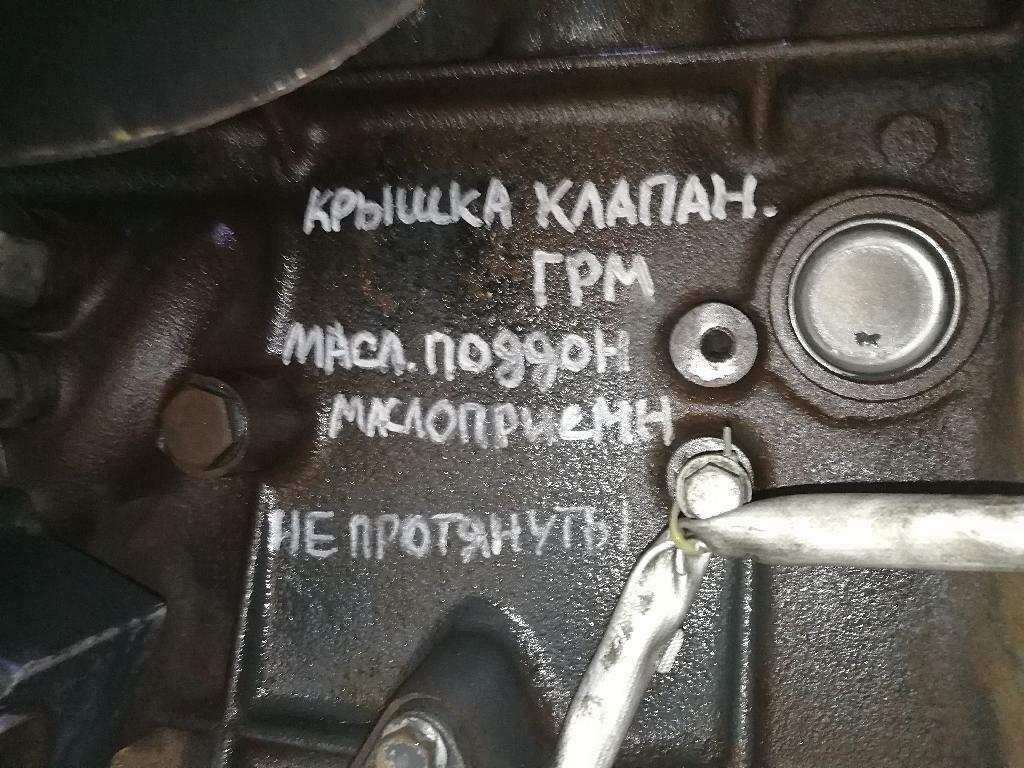 КРЫШКА КЛАПАН.
ГРМ
МАСЛ. ПОДДОН
МАСЛОПРИЕМН
НЕ ПРОТЯНУТЫ